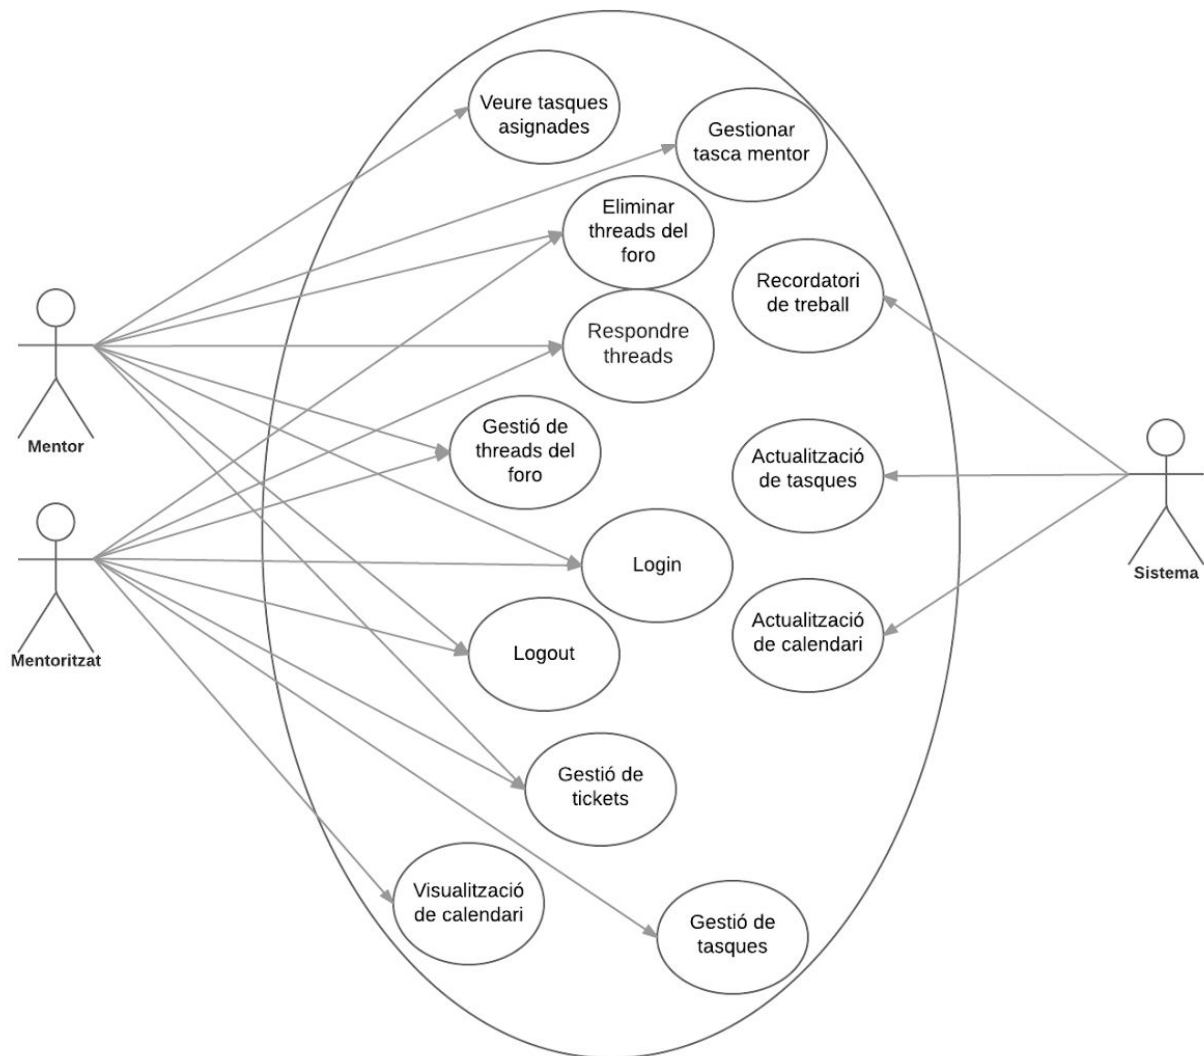 Veure tasques
asignades
Gestionar
tasca mentor
Eliminar
threads del
foro
Recordatori
de treball
Respondre
threads
Mentor
Gestió de
threads del
foro
Actualització
de tasques
Login
Sistema
Mentoritzat
Logout
Actualització
de calendari
Gestió de
tickets
Visualització
de calendari
Gestió de
tasques